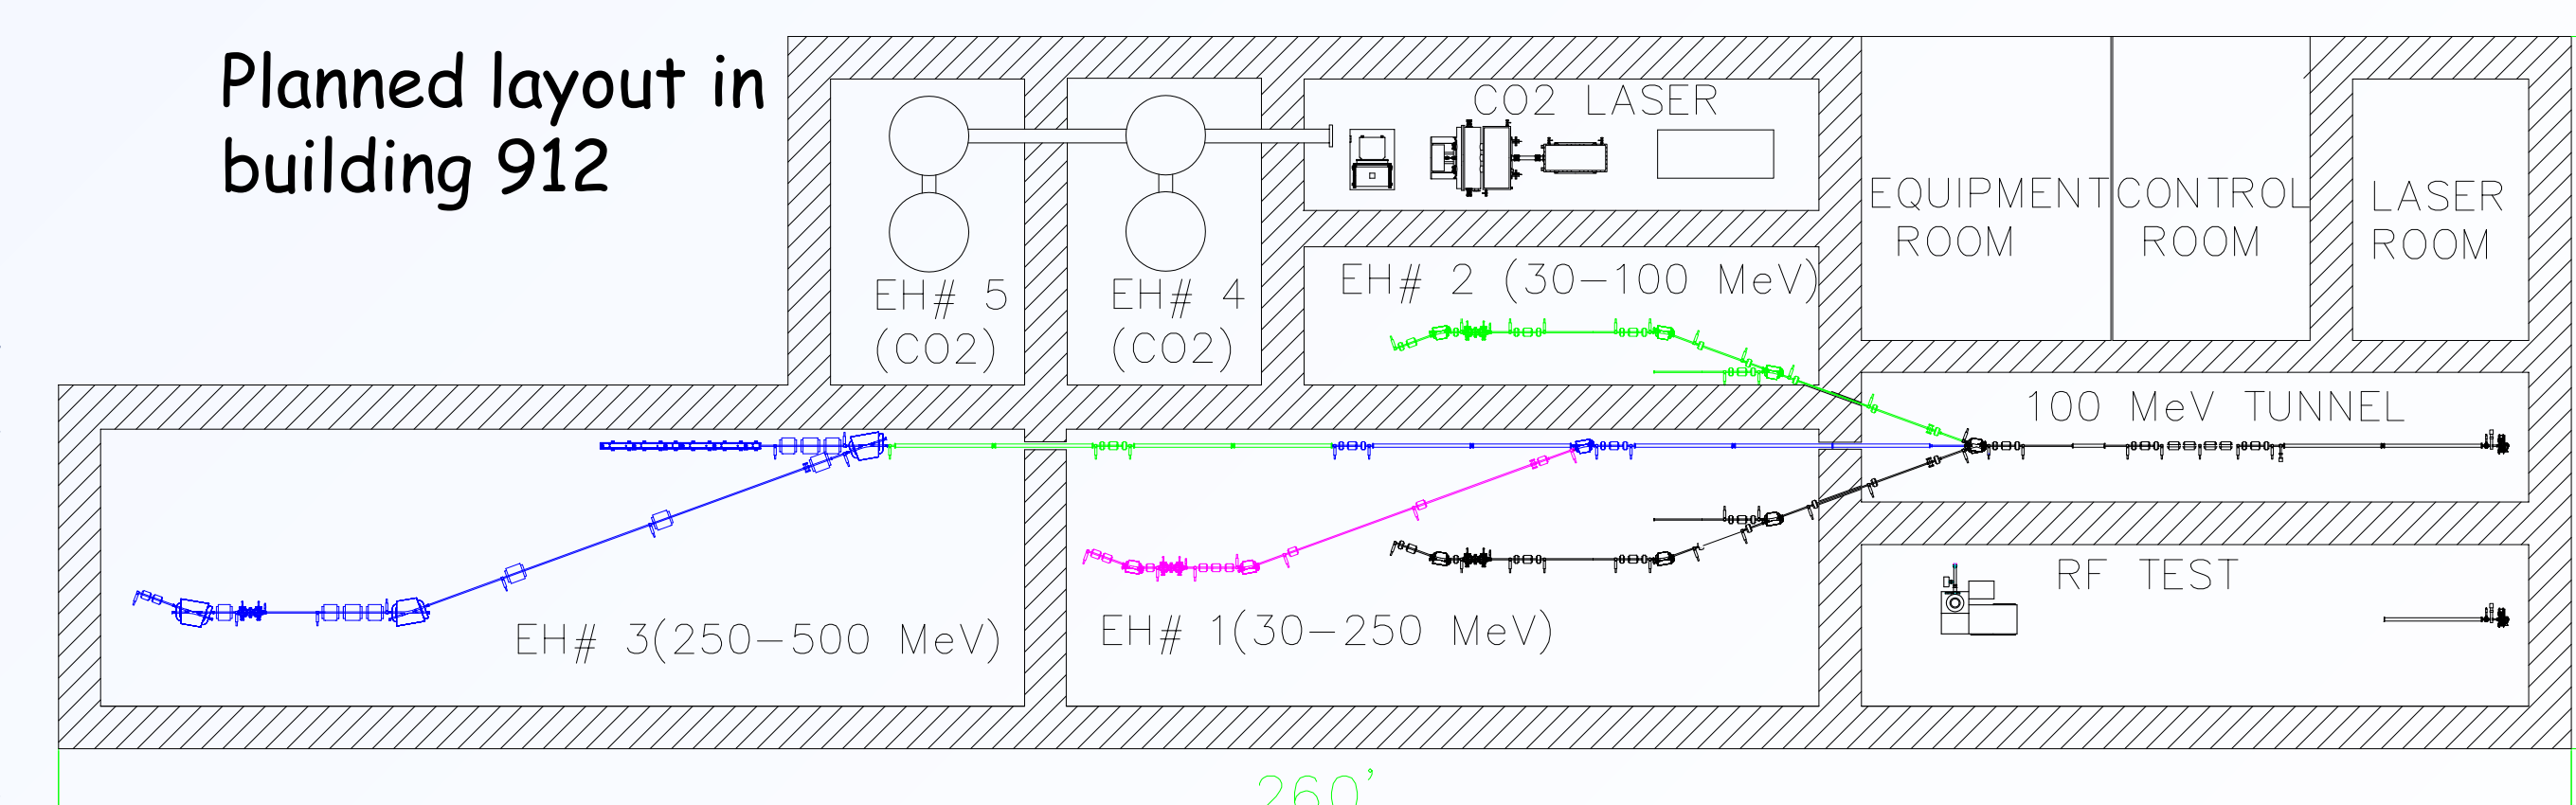 Planned layout in
building 912
CO2 LASER
EQUIPMENT
ROOM
CONTROL
ROOM
LASER
ROOM
EH# 5
(CO2)
EH# 4
(CO2)
EH# 2 (30-100 MeV)
100 MeV TUNNEL
EH# 3(250-500 MeV)
EH# 1(30-250 MeV)
RF TEST
260'